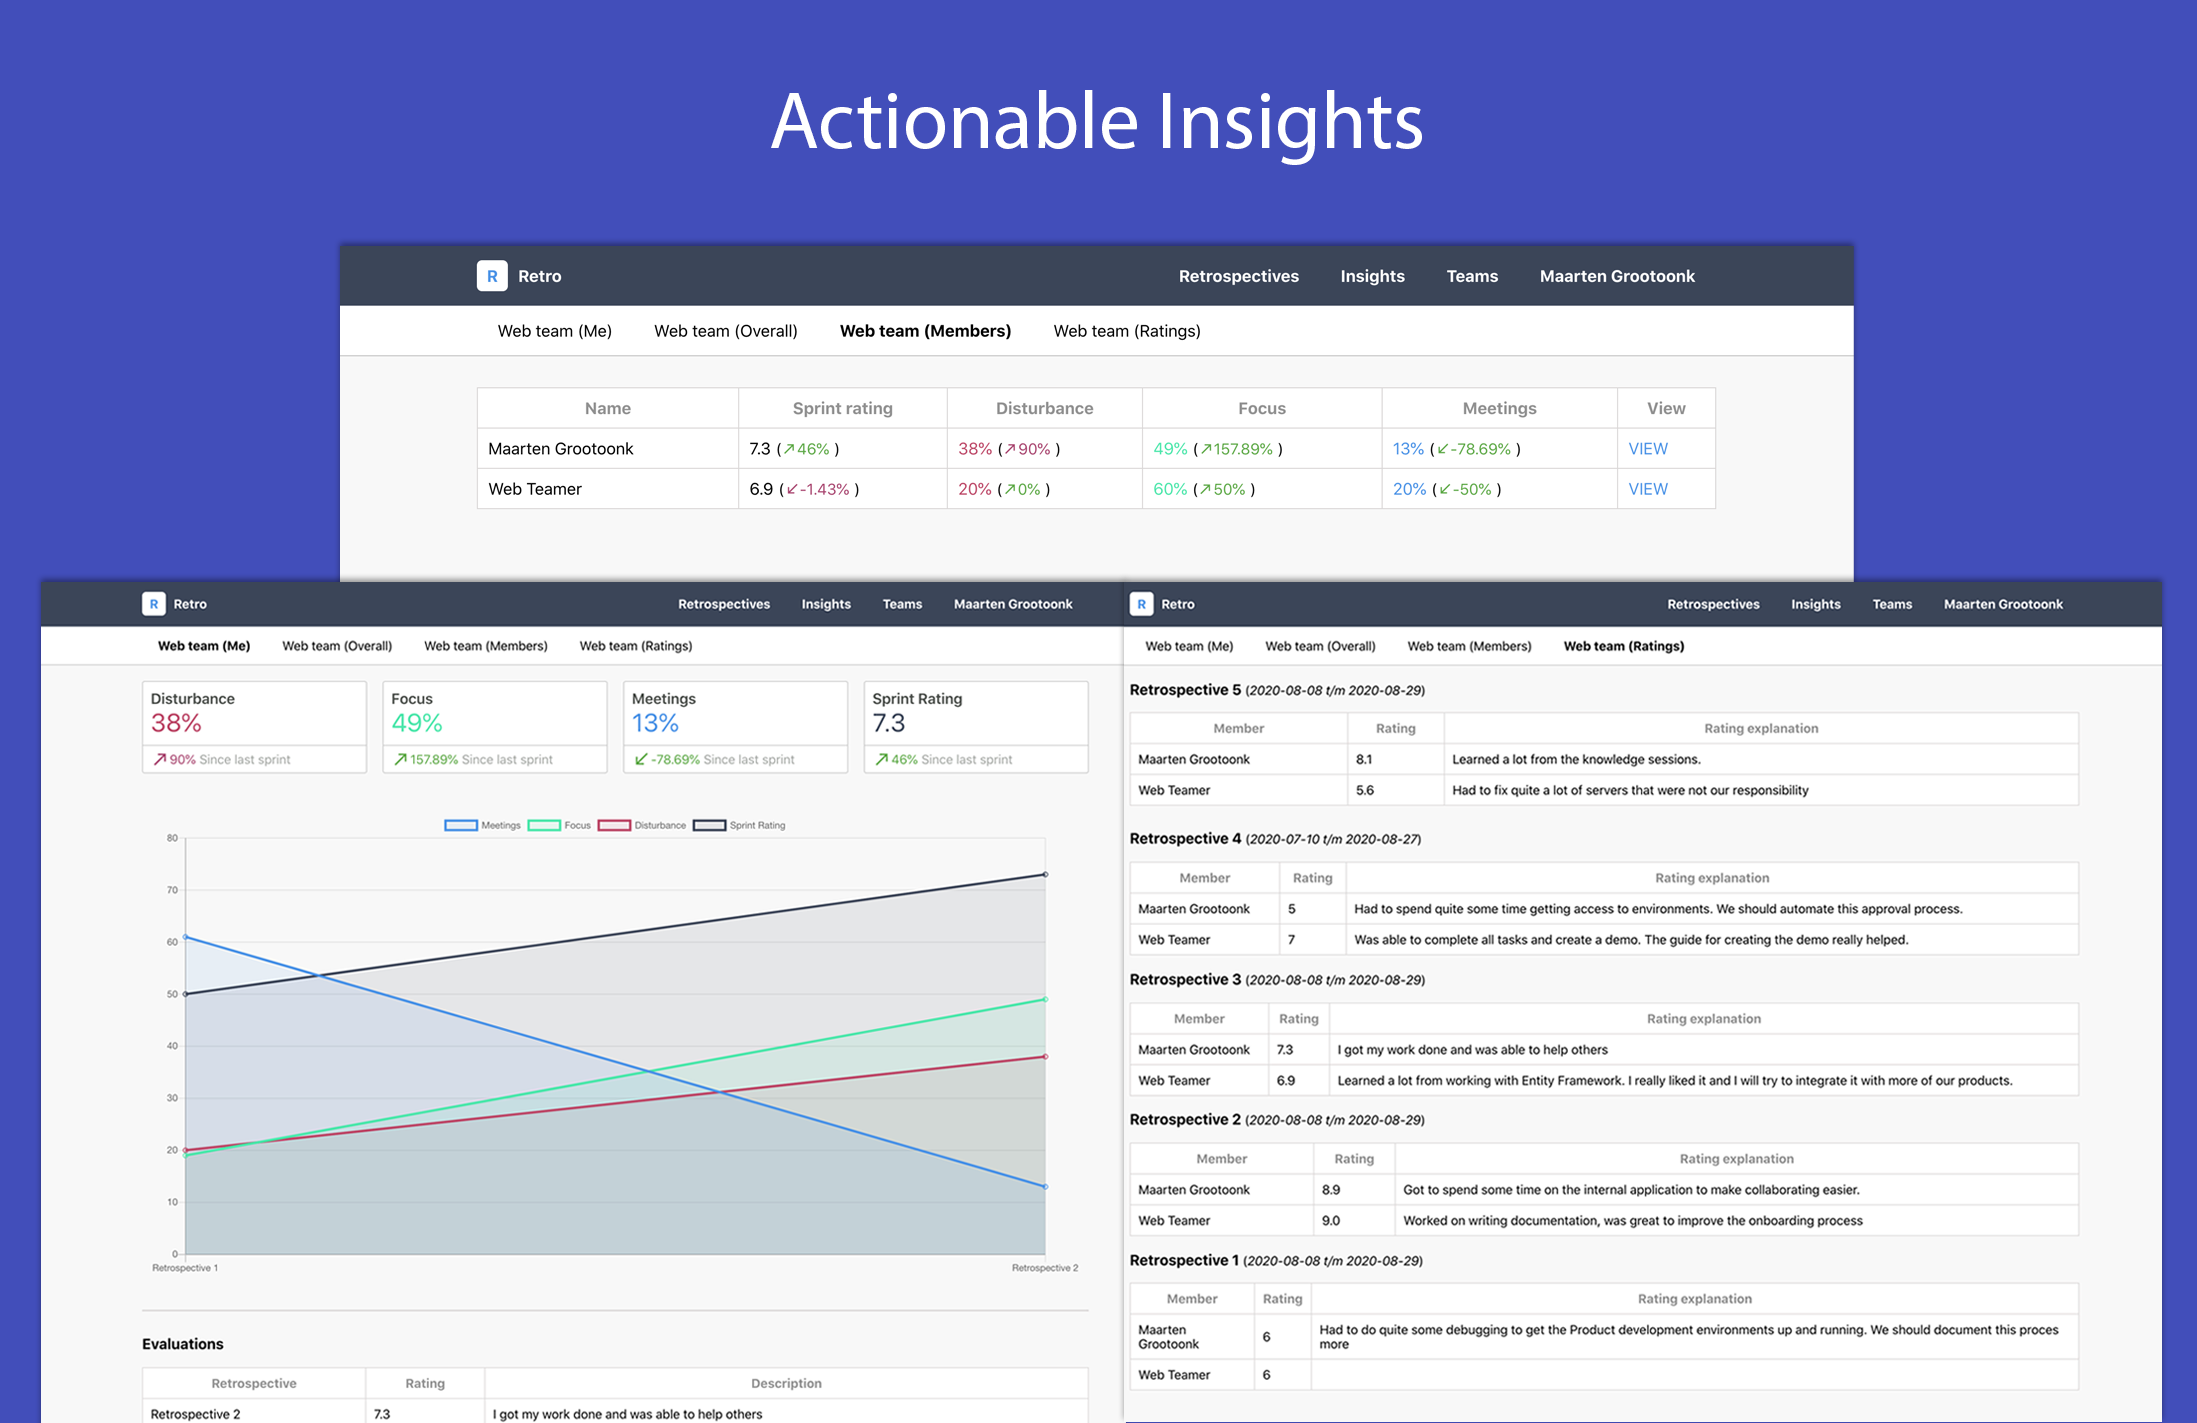 Actionable Insights
R Retro Retrospectives Insights Teams Maarten Grootoonk
Web team (Me) Web team (Overall) Web team (Members) Web team (Ratings)
Name Sprint rating Disturbance Focus Meetings View
Maarten Grootoonk 7.3 (↗46% ) 38% (↗90% ) 49% (↗157.89% ) 13% (↙-78.69% ) VIEW
Web Teamer 6.9 (↙-1.43% ) 20% (↗0% ) 60% (↗50% ) 20% (↙-50% ) VIEW
R Retro Retrospectives Insights Teams Maarten Grootoonk
Web team (Me) Web team (Overall) Web team (Members) Web team (Ratings)
Disturbance Focus Meetings Sprint Rating
38% 49% 13% 7.3
↗90% Since last sprint ↗157.89% Since last sprint ↙-78.69% Since last sprint ↗46% Since last sprint
Meetings Focus Disturbance Sprint Rating
80
70
60
50
40
30
20
10
0
Retrospective 1 Retrospective 2
Evaluations
Retrospective Rating Description
Retrospective 2 7.3 I got my work done and was able to help others
R Retro Retrospectives Insights Teams Maarten Grootoonk
Web team (Me) Web team (Overall) Web team (Members) Web team (Ratings)
Retrospective 5 (2020-08-08 t/m 2020-08-29)
Member Rating Rating explanation
Maarten Grootoonk 8.1 Learned a lot from the knowledge sessions.
Web Teamer 5.6 Had to fix quite a lot of servers that were not our responsibility
Retrospective 4 (2020-07-10 t/m 2020-08-27)
Member Rating Rating explanation
Maarten Grootoonk 5 Had to spend quite some time getting access to environments. We should automate this approval process.
Web Teamer 7 Was able to complete all tasks and create a demo. The guide for creating the demo really helped.
Retrospective 3 (2020-08-08 t/m 2020-08-29)
Member Rating Rating explanation
Maarten Grootoonk 7.3 I got my work done and was able to help others
Web Teamer 6.9 Learned a lot from working with Entity Framework. I really liked it and I will try to integrate it with more of our products.
Retrospective 2 (2020-08-08 t/m 2020-08-29)
Member Rating Rating explanation
Maarten Grootoonk 8.9 Got to spend some time on the internal application to make collaborating easier.
Web Teamer 9.0 Worked on writing documentation, was great to improve the onboarding process
Retrospective 1 (2020-08-08 t/m 2020-08-29)
Member Rating Rating explanation
Maarten Grootoonk 6 Had to do quite some debugging to get the Product development environments up and running. We should document this proces
more
Web Teamer 6